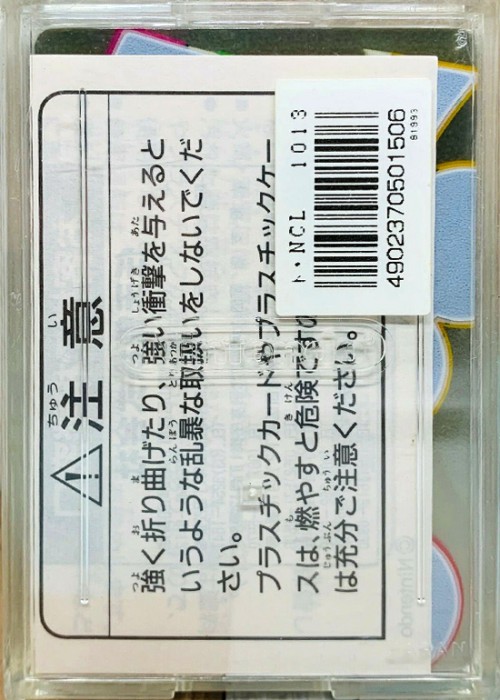 注意
強く折り曲げたり、強い衝撃を与えると
いうような乱暴な取扱いをしないでくだ
さい。
プラスチックカードやプラスチックケー
スは、燃やすと危険ですの
は充分ご注意ください。
ト・NCL 1013
4902370501506
81993
©Nintendo